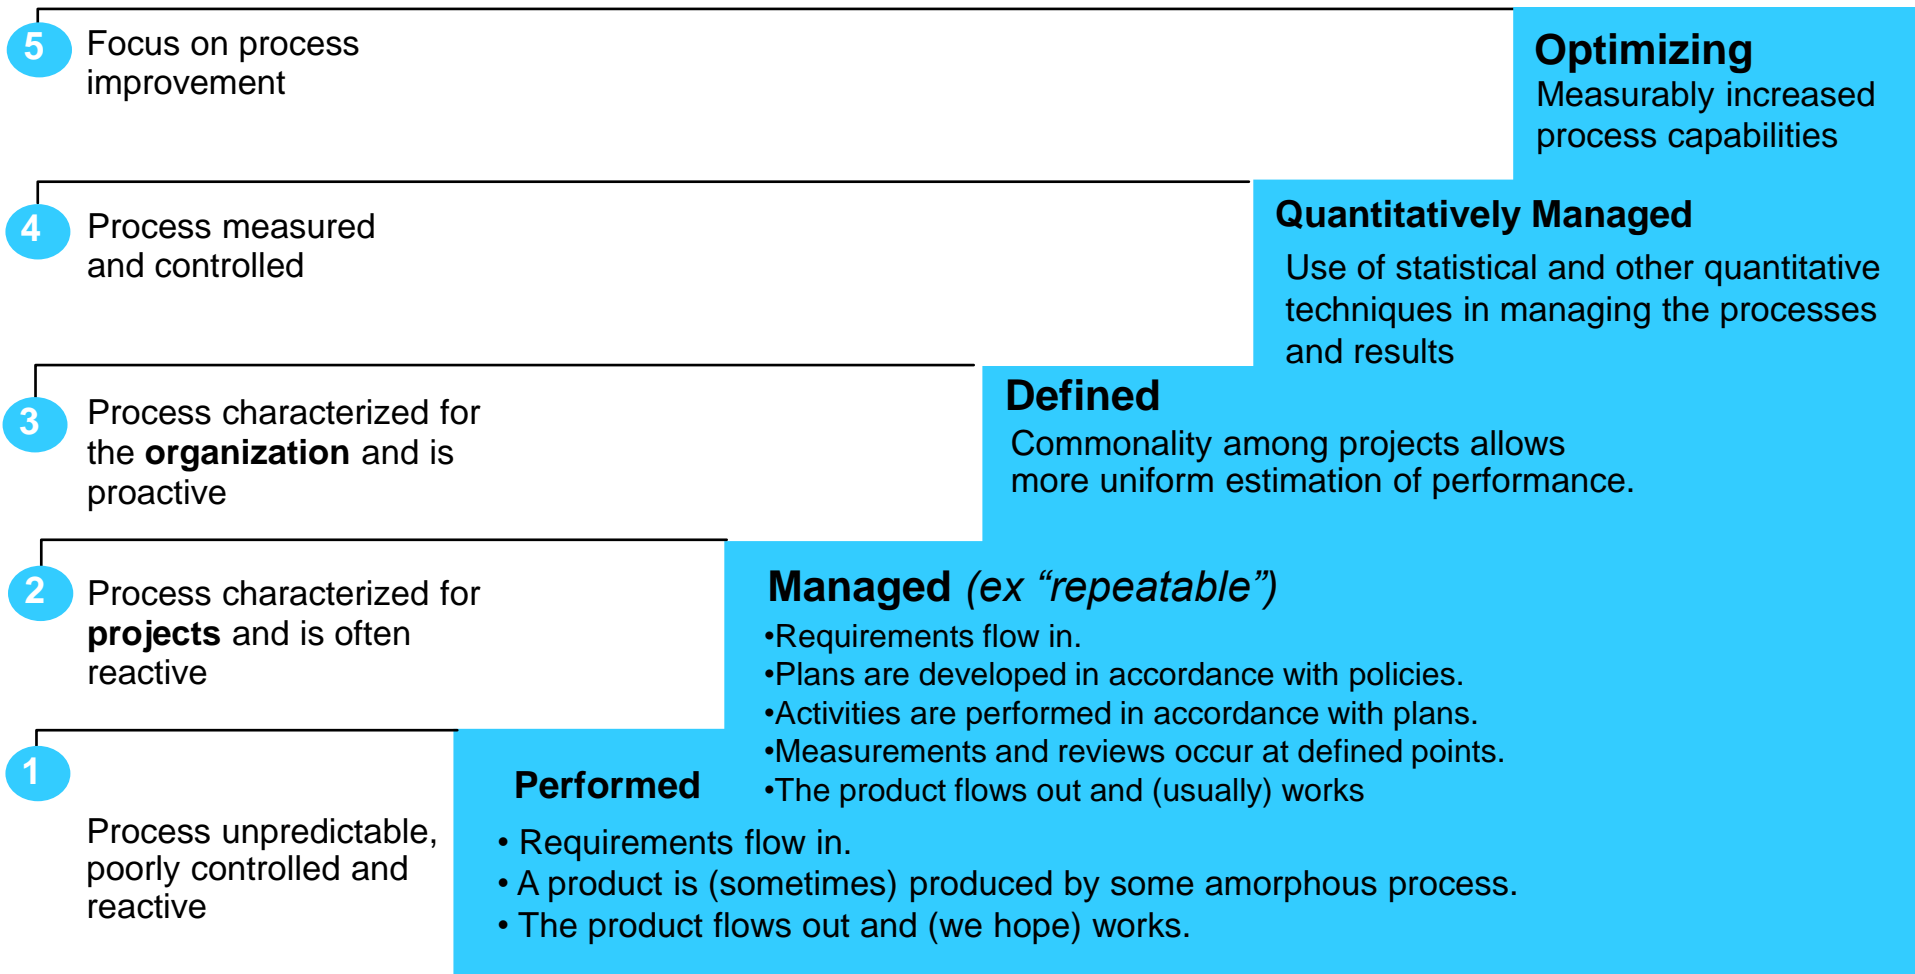 5
Focus on process
improvement
Optimizing
Measurably increased
process capabilities
4
Process measured
and controlled
Quantitatively Managed
Use of statistical and other quantitative
techniques in managing the processes
and results
3
Process characterized for
the organization and is
proactive
Defined
Commonality among projects allows
more uniform estimation of performance.
2
Process characterized for
projects and is often
reactive
Managed (ex “repeatable”)
•Requirements flow in.
•Plans are developed in accordance with policies.
•Activities are performed in accordance with plans.
•Measurements and reviews occur at defined points.
•The product flows out and (usually) works
1
Process unpredictable,
poorly controlled and
reactive
Performed
• Requirements flow in.
• A product is (sometimes) produced by some amorphous process.
• The product flows out and (we hope) works.